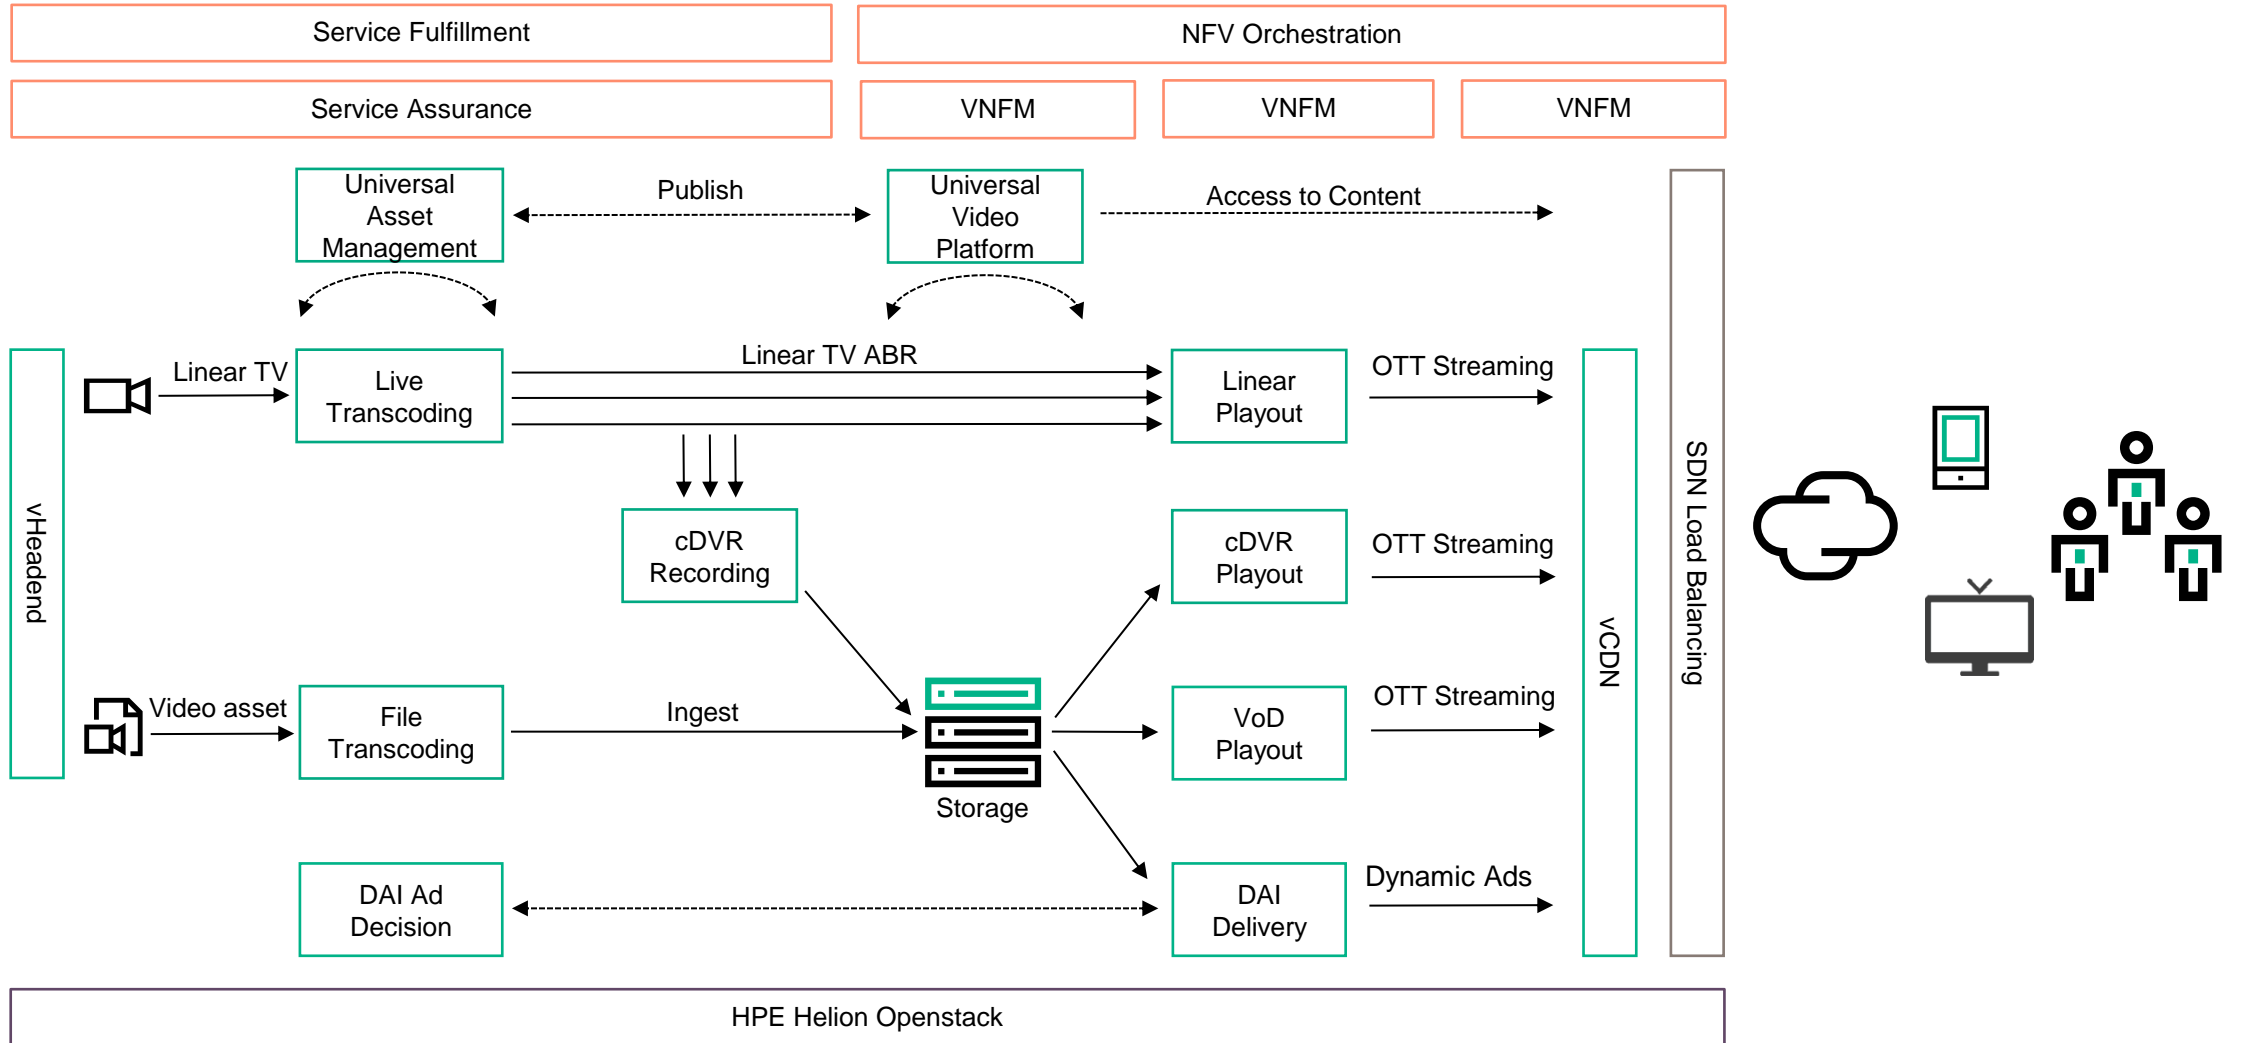 Service Fulfillment
NFV Orchestration
Service Assurance
VNFM
VNFM
VNFM
Universal
Asset
Management
Publish
Universal
Video
Platform
Access to Content
vHeadend
Linear TV
Live
Transcoding
Linear TV ABR
Linear
Playout
OTT Streaming
cDVR
Recording
cDVR
Playout
OTT Streaming
Video asset
File
Transcoding
Ingest
Storage
VoD
Playout
OTT Streaming
DAI Ad
Decision
DAI
Delivery
Dynamic Ads
vCDN
SDN Load Balancing
HPE Helion Openstack